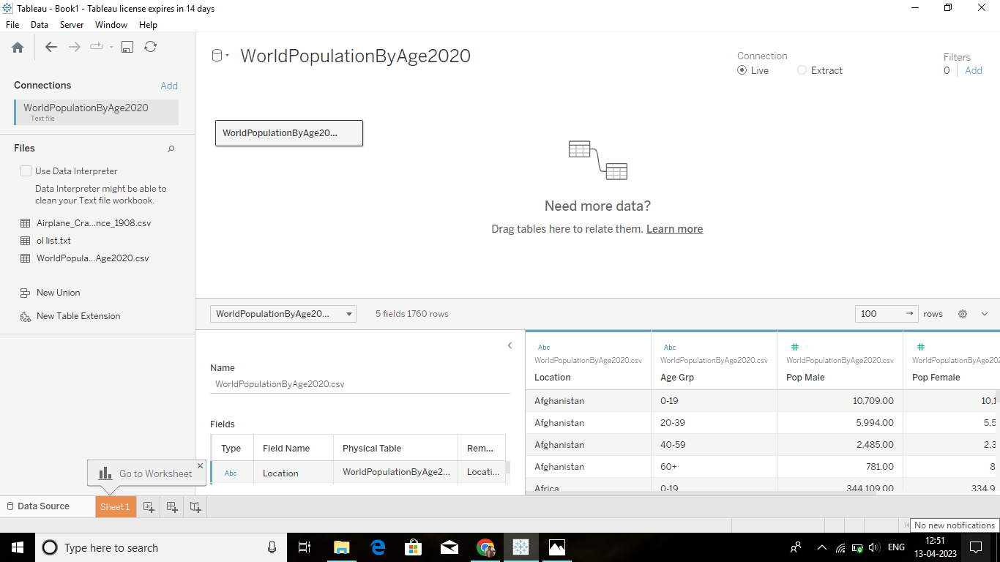 Tableau - Book1 - Tableau license expires in 14 days
File Data Server Window Help
Connections Add
WorldPopulationByAge2020
Text file
Files
Use Data Interpreter
Data Interpreter might be able to
clean your Text file workbook.
Airplane_Cra...nce_1908.csv
ol list.txt
WorldPopula...Age2020.csv
New Union
New Table Extension
WorldPopulationByAge2020
Connection
Live Extract
Filters
0 Add
WorldPopulationByAge20...
Need more data?
Drag tables here to relate them. Learn more
WorldPopulationByAge20... 5 fields 1760 rows 100 rows
Name
WorldPopulationByAge2020.csv
Fields
Type Field Name Physical Table Rem...
Abc Location WorldPopulationByAge2... Locati...
Abc Abc # #
WorldPopulationByAge2020.csv WorldPopulationByAge2020.csv WorldPopulationByAge2020.csv WorldPopulationByAge202
Location Age Grp Pop Male Pop Female
Afghanistan 0-19 10,709.00 10,1
Afghanistan 20-39 5,994.00 5,5
Afghanistan 40-59 2,485.00 2,3
Afghanistan 60+ 781.00 8
Africa 0-19 344,109.00 334,9
Go to Worksheet
Data Source Sheet 1
No new notifications
Type here to search
ENG
12:51
13-04-2023